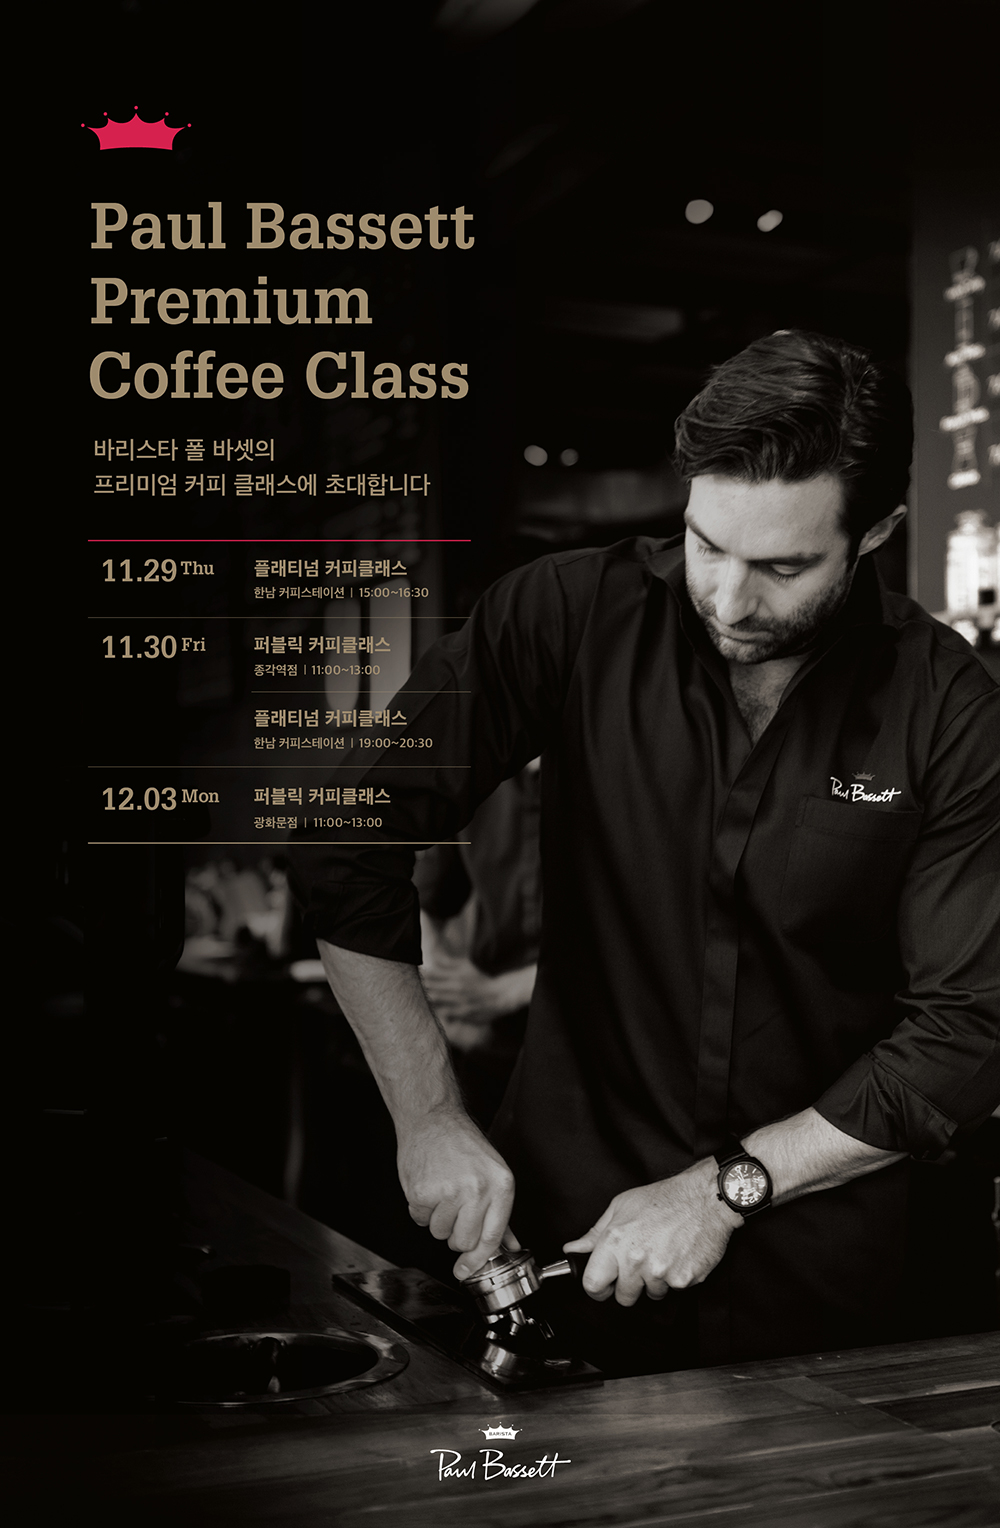 Paul Bassett
Premium
Coffee Class
바리스타 폴 바셋의
프리미엄 커피 클래스에 초대합니다
11.29 Thu
플래티넘 커피클래스
한남 커피스테이션 | 15:00~16:30
11.30 Fri
퍼블릭 커피클래스
종각역점 | 11:00~13:00
플래티넘 커피클래스
한남 커피스테이션 | 19:00~20:30
12.03 Mon
퍼블릭 커피클래스
광화문점 | 11:00~13:00
Paul Bassett
BARISTA
Paul Bassett